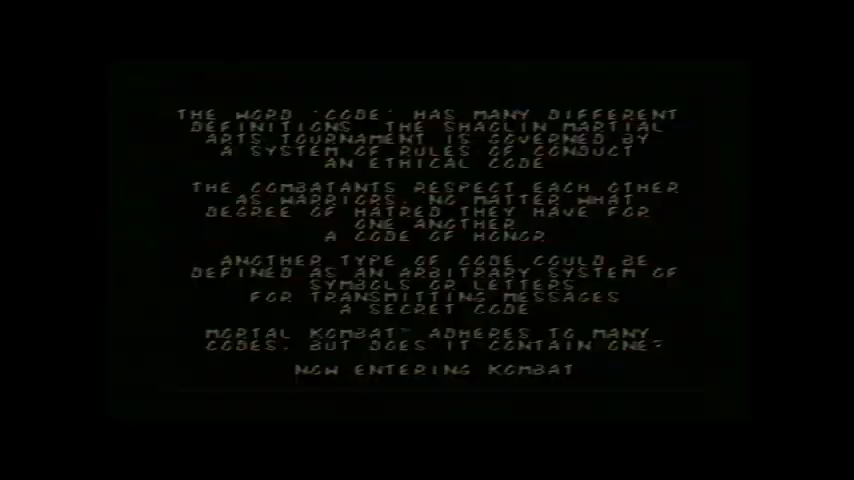 THE WORD 'CODE' HAS MANY DIFFERENT
DEFINITIONS THE SHAOLIN MARTIAL
ARTS TOURNAMENT IS GOVERNED BY
A SYSTEM OF RULES OF CONDUCT
AN ETHICAL CODE
THE COMBATANTS RESPECT EACH OTHER
AS WARRIORS, NO MATTER WHAT
DEGREE OF HATRED THEY HAVE FOR
ONE ANOTHER
A CODE OF HONOR
ANOTHER TYPE OF CODE COULD BE
DEFINED AS AN ARBITRARY SYSTEM OF
SYMBOLS OR LETTERS
FOR TRANSMITTING MESSAGES
A SECRET CODE
MORTAL KOMBAT™ ADHERES TO MANY
CODES, BUT DOES IT CONTAIN ONE?
NOW ENTERING KOMBAT